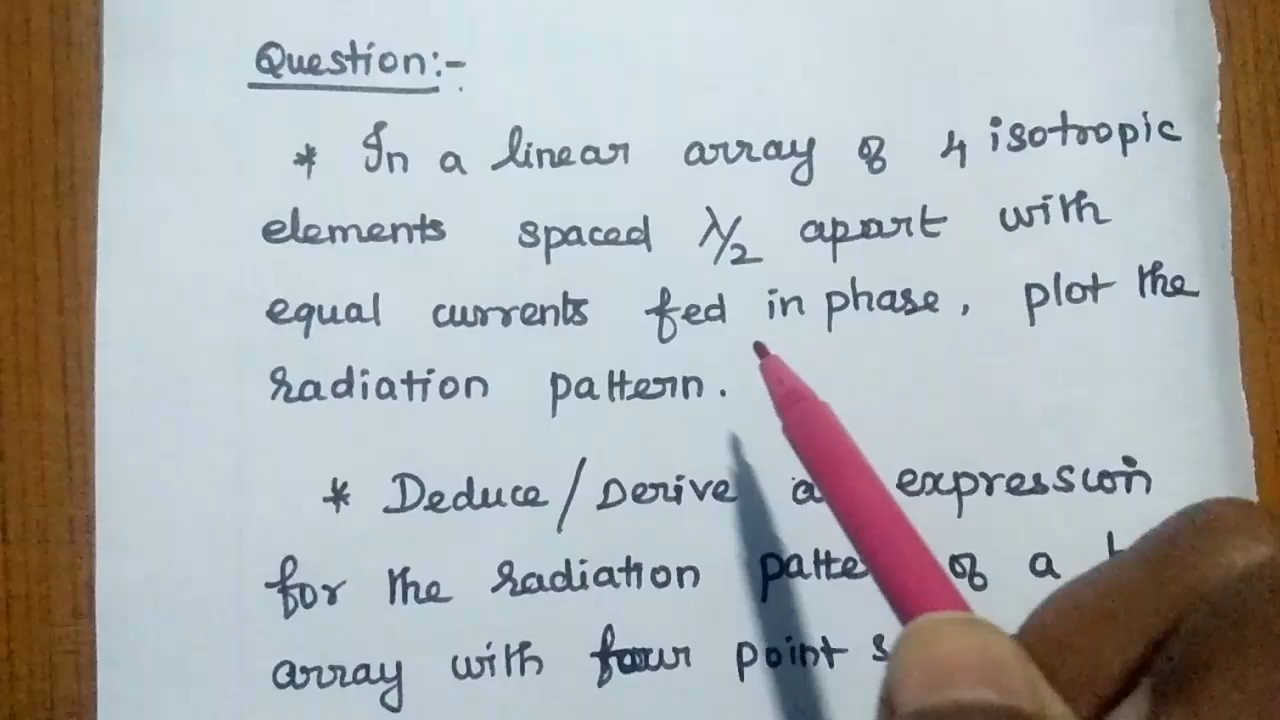 Question:-
* In a linear array of 4 isotropic
elements spaced λ/2 apart with
equal currents fed in phase, plot the
radiation pattern.
* Deduce/Derive expression
for the radiation of a
array with four point